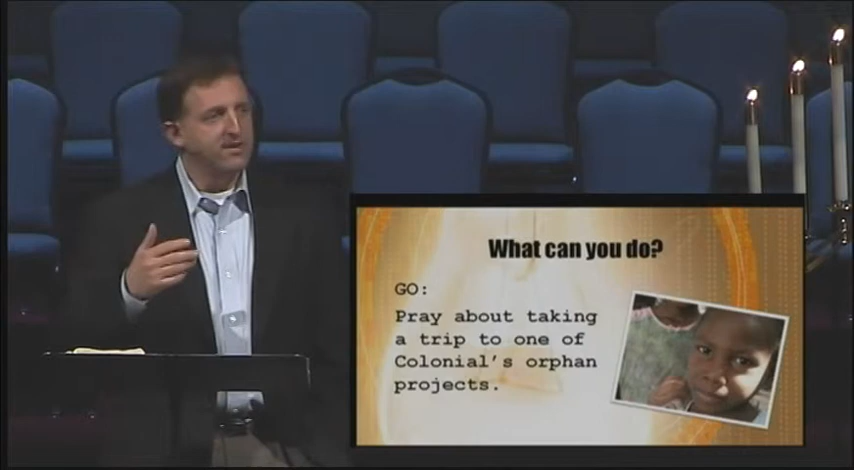 What can you do?
GO:
Pray about taking
a trip to one of
Colonial's orphan
projects.